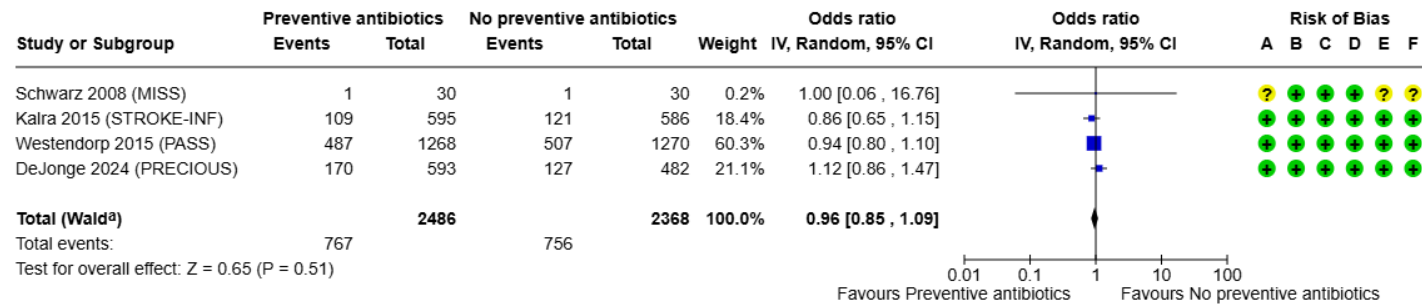 Preventive antibiotics No preventive antibiotics Odds ratio Odds ratio Risk of Bias
Study or Subgroup Events Total Events Total Weight IV, Random, 95% CI IV, Random, 95% CI A B C D E F
Schwarz 2008 (MISS) 1 30 1 30 0.2% 1.00 [0.06 , 16.76] ? + + + ? ?
Kalra 2015 (STROKE-INF) 109 595 121 586 18.4% 0.86 [0.65 , 1.15] + + + + + +
Westendorp 2015 (PASS) 487 1268 507 1270 60.3% 0.94 [0.80 , 1.10] + + + + + +
DeJonge 2024 (PRECIOUS) 170 593 127 482 21.1% 1.12 [0.86 , 1.47] + + + + + +
Total (Waldᵃ) 2486 2368 100.0% 0.96 [0.85 , 1.09]
Total events: 767 756
Test for overall effect: Z = 0.65 (P = 0.51)
0.01 0.1 1 10 100
Favours Preventive antibiotics Favours No preventive antibiotics